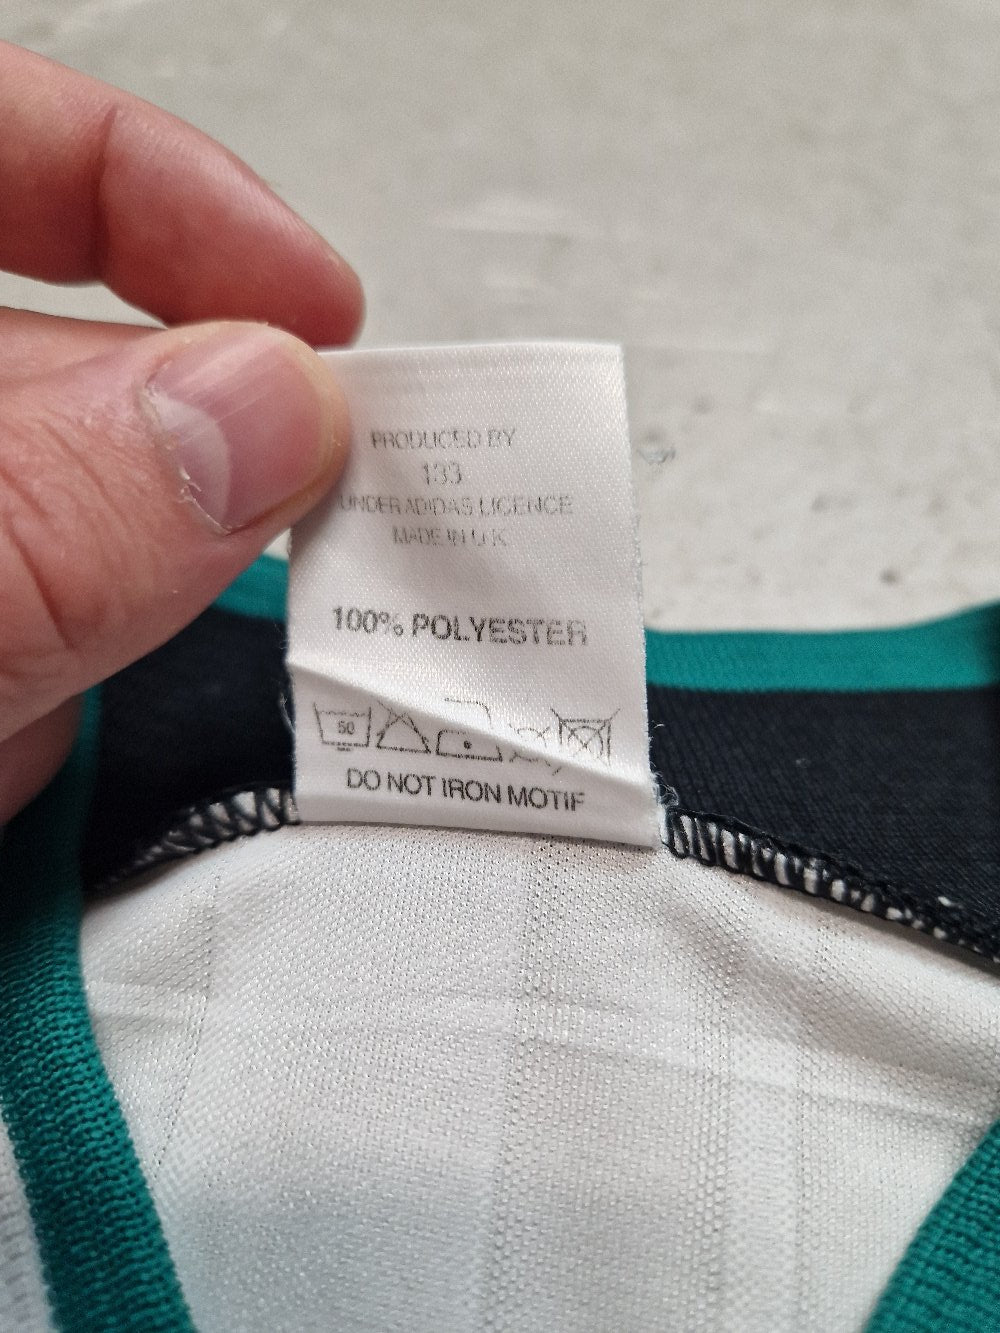 PRODUCED BY
133
UNDER ADIDAS LICENCE
MADE IN U.K
100% POLYESTER
50
DO NOT IRON MOTIF